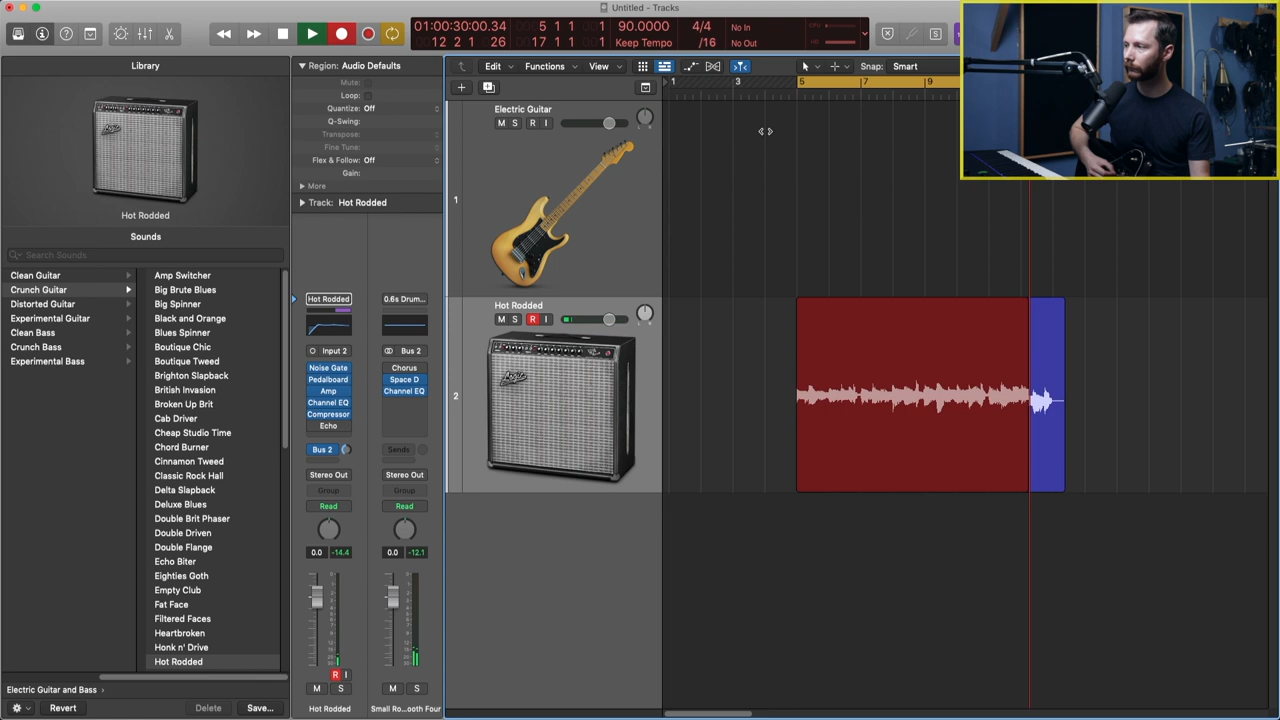 Untitled - Tracks
01:00:30:00.34 5 1 1 1 90.0000 4/4 No In
12 2 1 26 17 1 1 1 Keep Tempo /16 No Out
Library
Hot Rodded
Sounds
Search Sounds
Clean Guitar
Crunch Guitar
Distorted Guitar
Experimental Guitar
Clean Bass
Crunch Bass
Experimental Bass
Amp Switcher
Big Brute Blues
Big Spinner
Black and Orange
Blues Spinner
Boutique Chic
Boutique Tweed
Brighton Slapback
British Invasion
Broken Up Brit
Cab Driver
Cheap Studio Time
Chord Burner
Cinnamon Tweed
Classic Rock Hall
Delta Slapback
Deluxe Blues
Double Brit Phaser
Double Driven
Double Flange
Echo Biter
Eighties Goth
Empty Club
Fat Face
Filtered Faces
Heartbroken
Honk n' Drive
Hot Rodded
Electric Guitar and Bass
Revert
Delete
Save...
Region: Audio Defaults
Mute:
Loop:
Quantize: Off
Q-Swing:
Transpose:
Fine Tune:
Flex & Follow: Off
Gain:
More
Track: Hot Rodded
Hot Rodded
Input 2
Noise Gate
Pedalboard
Amp
Channel EQ
Compressor
Echo
Bus 2
Stereo Out
Group
Read
0.0 -14.4
R I
M S
Hot Rodded
0.6s Drum...
Bus 2
Chorus
Space D
Channel EQ
Sends
Stereo Out
Group
Read
0.0 -12.1
M S
Small Ro...ooth Four
Edit Functions View Snap: Smart
1 3 5 7 9
1
Electric Guitar
M S R I
2
Hot Rodded
M S R I